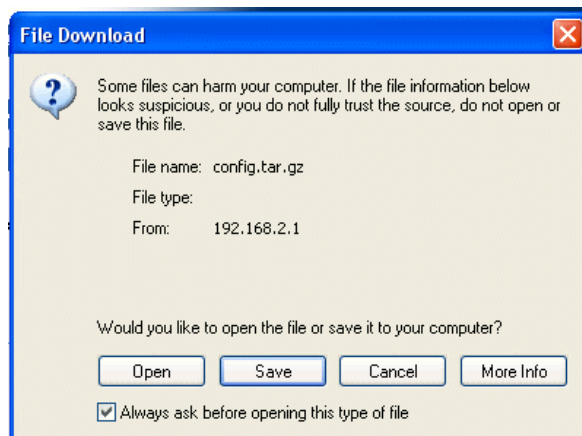 File Download
Some files can harm your computer. If the file information below
looks suspicious, or you do not fully trust the source, do not open or
save this file.
File name: config.tar.gz
File type:
From: 192.168.2.1
Would you like to open the file or save it to your computer?
Open Save Cancel More Info
Always ask before opening this type of file